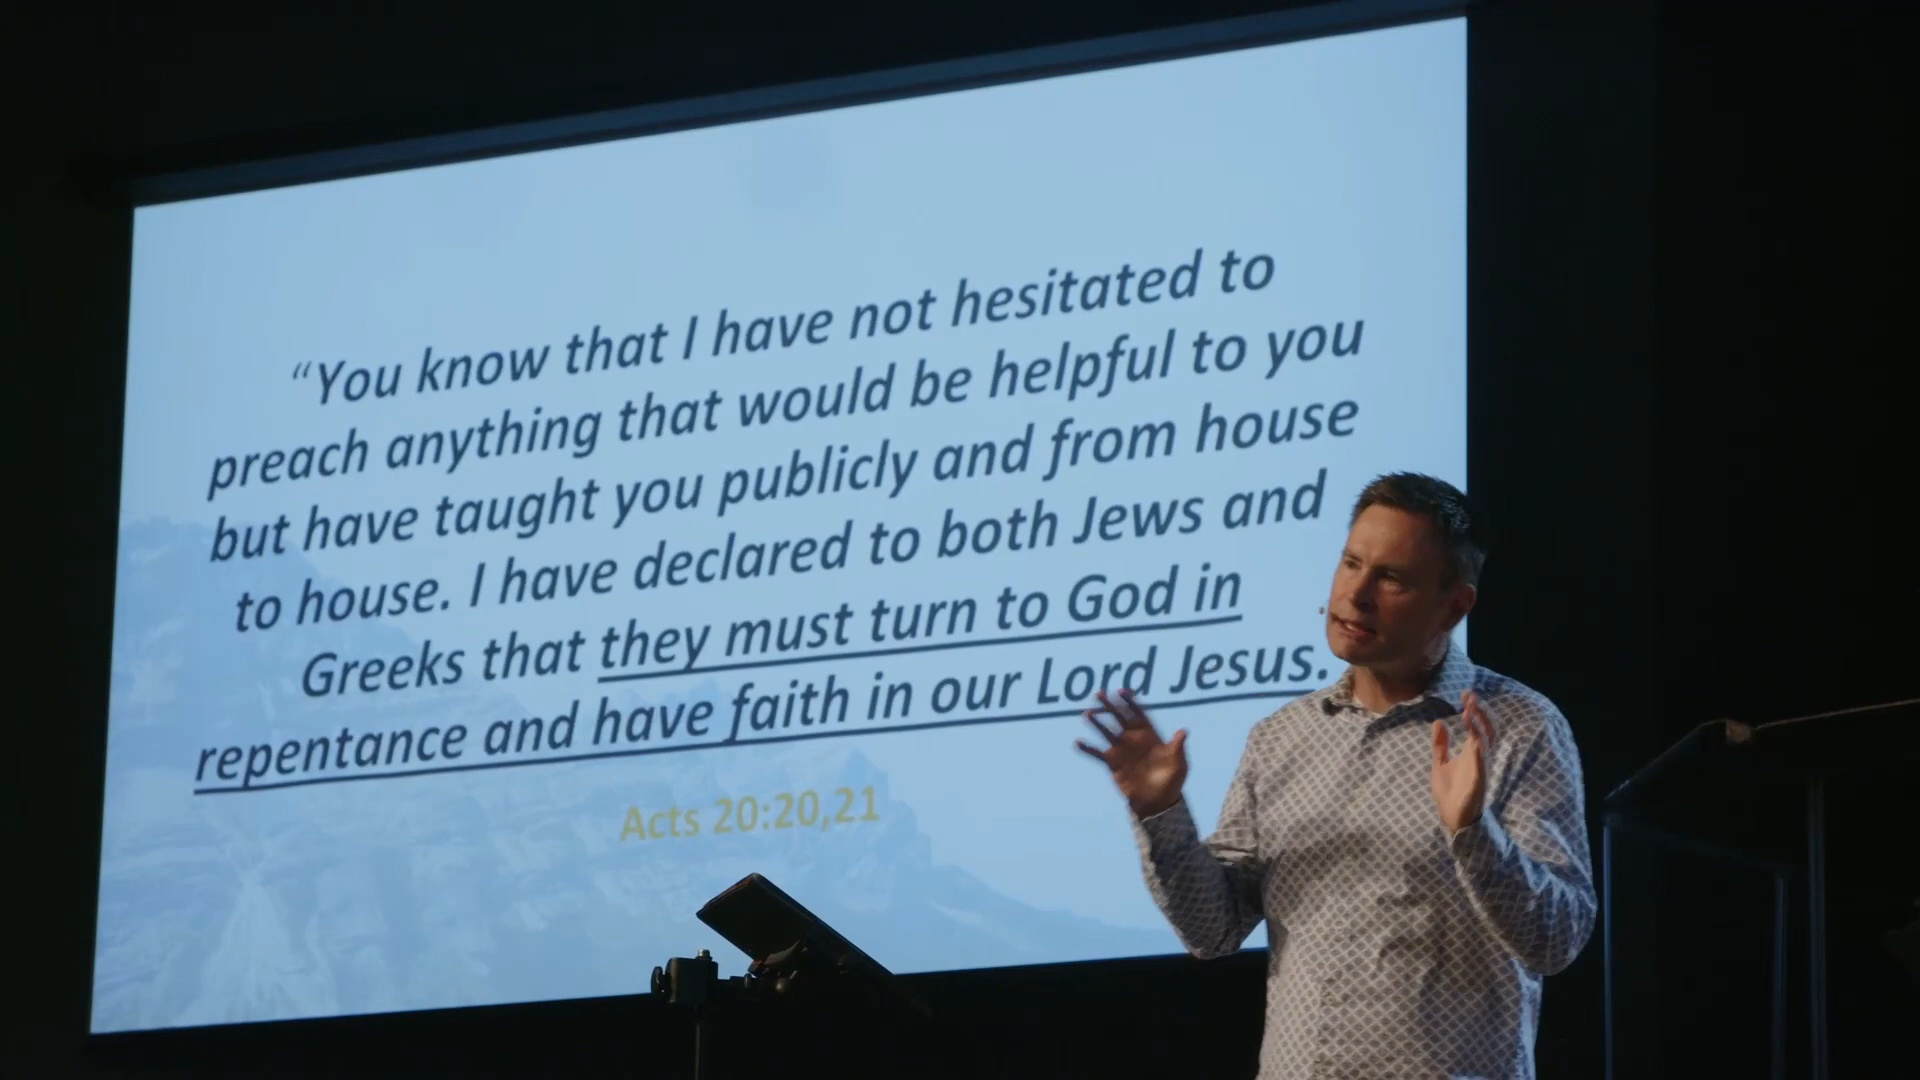 “You know that I have not hesitated to
preach anything that would be helpful to you
but have taught you publicly and from house
to house. I have declared to both Jews and
Greeks that they must turn to God in
repentance and have faith in our Lord Jesus.
Acts 20:20,21